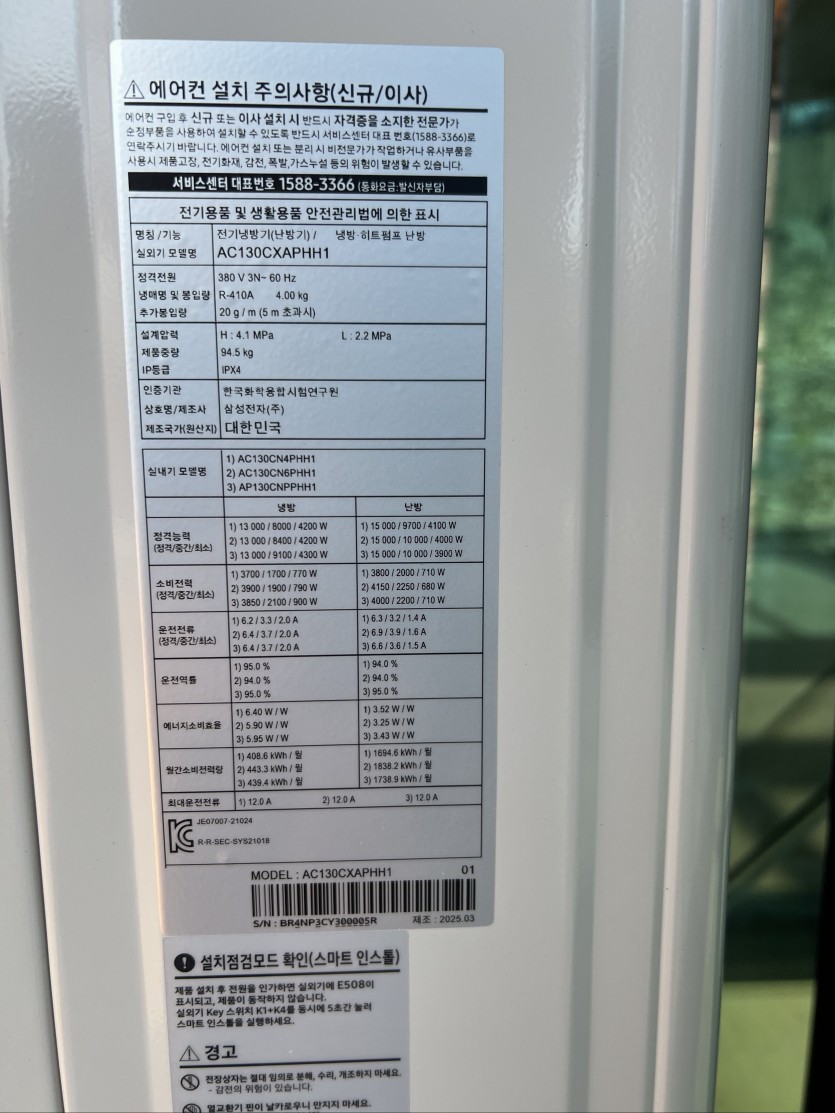 ⚠ 에어컨 설치 주의사항(신규/이사)
에어컨 구입 후 신규 또는 이사 설치 시 반드시 자격증을 소지한 전문가가
순정부품을 사용하여 설치할 수 있도록 반드시 서비스센터 대표 번호(1588-3366)로
연락주시기 바랍니다. 에어컨 설치 또는 분리 시 비전문가가 작업하거나 유사부품을
사용시 제품고장, 전기화재, 감전, 폭발,가스누설 등의 위험이 발생할 수 있습니다.
서비스센터 대표번호 1588-3366 (통화요금:발신자부담)
전기용품 및 생활용품 안전관리법에 의한 표시
명칭 /기능 전기냉방기(난방기) / 냉방·히트펌프 난방
실외기 모델명 AC130CXAPHH1
정격전원 380 V 3N~ 60 Hz
냉매명 및 봉입량 R-410A 4.00 kg
추가봉입량 20 g / m (5 m 초과시)
설계압력 H : 4.1 MPa L : 2.2 MPa
제품중량 94.5 kg
IP등급 IPX4
인증기관 한국화학융합시험연구원
상호명/제조사 삼성전자(주)
제조국가(원산지) 대한민국
실내기 모델명 1) AC130CN4PHH1
2) AC130CN6PHH1
3) AP130CNPPHH1
냉방 난방
정격능력 (정격/중간/최소) 1) 13 000 / 8000 / 4200 W 1) 15 000 / 9700 / 4100 W
2) 13 000 / 8400 / 4200 W 2) 15 000 / 10 000 / 4000 W
3) 13 000 / 9100 / 4300 W 3) 15 000 / 10 000 / 3900 W
소비전력 (정격/중간/최소) 1) 3700 / 1700 / 770 W 1) 3800 / 2000 / 710 W
2) 3900 / 1900 / 790 W 2) 4150 / 2250 / 680 W
3) 3850 / 2100 / 900 W 3) 4000 / 2200 / 710 W
운전전류 (정격/중간/최소) 1) 6.2 / 3.3 / 2.0 A 1) 6.3 / 3.2 / 1.4 A
2) 6.4 / 3.7 / 2.0 A 2) 6.9 / 3.9 / 1.6 A
3) 6.4 / 3.7 / 2.0 A 3) 6.6 / 3.6 / 1.5 A
운전역률 1) 95.0 % 1) 94.0 %
2) 94.0 % 2) 94.0 %
3) 95.0 % 3) 95.0 %
에너지소비효율 1) 6.40 W / W 1) 3.52 W / W
2) 5.90 W / W 2) 3.25 W / W
3) 5.95 W / W 3) 3.43 W / W
월간소비전력량 1) 408.6 kWh / 월 1) 1694.6 kWh / 월
2) 443.3 kWh / 월 2) 1838.2 kWh / 월
3) 439.4 kWh / 월 3) 1738.9 kWh / 월
최대운전전류 1) 12.0 A 2) 12.0 A 3) 12.0 A
JE07007-21024
R-R-SEC-SYS21018
MODEL : AC130CXAPHH1 01
S/N : BR4NP3CY300005R 제조 : 2025.03
설치점검모드 확인(스마트 인스톨)
제품 설치 후 전원을 인가하면 실외기에 E508이
표시되고, 제품이 동작하지 않습니다.
실외기 Key 스위치 K1+K4를 동시에 5초간 눌러
스마트 인스톨을 실행하세요.
⚠ 경고
전장상자는 절대 임의로 분해, 수리, 개조하지 마세요.
- 감전의 위험이 있습니다.
열교환기 핀이 날카로우니 만지지 마세요.